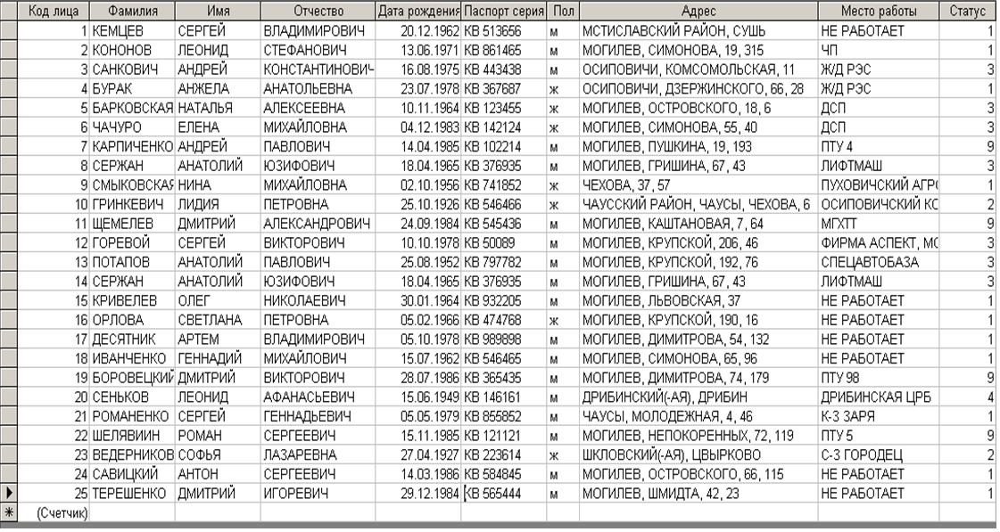 Код лица Фамилия Имя Отчество Дата рождения Паспорт серия Пол Адрес Место работы Статус
1 КЕМЦЕВ СЕРГЕЙ ВЛАДИМИРОВИЧ 20.12.1962 КВ 513656 м МСТИСЛАВСКИЙ РАЙОН, СУШЬ НЕ РАБОТАЕТ 1
2 КОНОНОВ ЛЕОНИД СТЕФАНОВИЧ 13.06.1971 КВ 861465 м МОГИЛЕВ, СИМОНОВА, 19, 315 ЧП 1
3 САНКОВИЧ АНДРЕЙ КОНСТАНТИНОВИЧ 16.08.1975 КВ 443438 м ОСИПОВИЧИ, КОМСОМОЛЬСКАЯ, 11 Ж/Д РЭС 3
4 БУРАК АНЖЕЛА АНАТОЛЬЕВНА 23.07.1978 КВ 367687 ж ОСИПОВИЧИ, ДЗЕРЖИНСКОГО, 66, 28 Ж/Д РЭС 1
5 БАРКОВСКАЯ НАТАЛЬЯ АЛЕКСЕЕВНА 10.11.1964 КВ 123455 ж МОГИЛЕВ, ОСТРОВСКОГО, 18, 6 ДСП 3
6 ЧАЧУРО ЕЛЕНА МИХАЙЛОВНА 04.12.1983 КВ 142124 ж МОГИЛЕВ, СИМОНОВА, 55, 40 ДСП 3
7 КАРПИЧЕНКО АНДРЕЙ ПАВЛОВИЧ 14.04.1985 КВ 102214 м МОГИЛЕВ, ПУШКИНА, 19, 193 ПТУ 4 9
8 СЕРЖАН АНАТОЛИЙ ЮЗИФОВИЧ 18.04.1965 КВ 376935 м МОГИЛЕВ, ГРИШИНА, 67, 43 ЛИФТМАШ 3
9 СМЫКОВСКАЯ НИНА МИХАЙЛОВНА 02.10.1956 КВ 741852 ж ЧЕХОВА, 37, 57 ПУХОВИЧСКИЙ АГРО 1
10 ГРИНКЕВИЧ ЛИДИЯ ПЕТРОВНА 25.10.1926 КВ 546466 ж ЧАУССКИЙ РАЙОН, ЧАУСЫ, ЧЕХОВА, 6 ОСИПОВИЧСКИЙ КО 2
11 ЩЕМЕЛЕВ ДМИТРИЙ АЛЕКСАНДРОВИЧ 24.09.1984 КВ 545436 м МОГИЛЕВ, КАШТАНОВАЯ, 7, 64 МГХТТ 9
12 ГОРЕВОЙ СЕРГЕЙ ВИКТОРОВИЧ 10.10.1978 КВ 50089 м МОГИЛЕВ, КРУПСКОЙ, 206, 46 ФИРМА АСПЕКТ, МО 3
13 ПОТАПОВ АНАТОЛИЙ ПАВЛОВИЧ 25.08.1952 КВ 797782 м МОГИЛЕВ, КРУПСКОЙ, 192, 76 СПЕЦАВТОБАЗА 3
14 СЕРЖАН АНАТОЛИЙ ЮЗИФОВИЧ 18.04.1965 КВ 376935 м МОГИЛЕВ, ГРИШИНА, 67, 43 ЛИФТМАШ 3
15 КРИВЕЛЕВ ОЛЕГ НИКОЛАЕВИЧ 30.01.1964 КВ 932205 м МОГИЛЕВ, ЛЬВОВСКАЯ, 37 НЕ РАБОТАЕТ 1
16 ОРЛОВА СВЕТЛАНА ПЕТРОВНА 05.02.1966 КВ 474768 ж МОГИЛЕВ, КРУПСКОЙ, 190, 16 НЕ РАБОТАЕТ 1
17 ДЕСЯТНИК АРТЕМ ВЛАДИМИРОВИЧ 05.10.1978 КВ 989898 м МОГИЛЕВ, ДИМИТРОВА, 54, 132 НЕ РАБОТАЕТ 1
18 ИВАНЧЕНКО ГЕННАДИЙ МИХАЙЛОВИЧ 15.07.1962 КВ 546465 м МОГИЛЕВ, СИМОНОВА, 65, 96 НЕ РАБОТАЕТ 1
19 БОРОВЕЦКИЙ ДМИТРИЙ ВИКТОРОВИЧ 28.07.1986 КВ 365435 м МОГИЛЕВ, ДИМИТРОВА, 74, 179 ПТУ 98 9
20 СЕНЬКОВ ЛЕОНИД АФАНАСЬЕВИЧ 15.06.1949 КВ 146161 м ДРИБИНСКИЙ(-АЯ), ДРИБИН ДРИБИНСКАЯ ЦРБ 4
21 РОМАНЕНКО СЕРГЕЙ ГЕННАДЬЕВИЧ 05.05.1979 КВ 855852 м ЧАУСЫ, МОЛОДЕЖНАЯ, 4, 46 К-З ЗАРЯ 1
22 ШЕЛЯВИИН РОМАН СЕРГЕЕВИЧ 15.11.1985 КВ 121121 м МОГИЛЕВ, НЕПОКОРЕННЫХ, 72, 119 ПТУ 5 9
23 ВЕДЕРНИКОВ СОФЬЯ ЛАЗАРЕВНА 27.04.1927 КВ 223614 ж ШКЛОВСКИЙ(-АЯ), ЦВЫРКОВО С-З ГОРОДЕЦ 2
24 САВИЦКИЙ АНТОН СЕРГЕЕВИЧ 14.03.1986 КВ 584845 м МОГИЛЕВ, ОСТРОВСКОГО, 66, 115 НЕ РАБОТАЕТ 1
25 ТЕРЕШЕНКО ДМИТРИЙ ИГОРЕВИЧ 29.12.1984 КВ 565444 м МОГИЛЕВ, ШМИДТА, 42, 23 НЕ РАБОТАЕТ 1
(Счетчик)